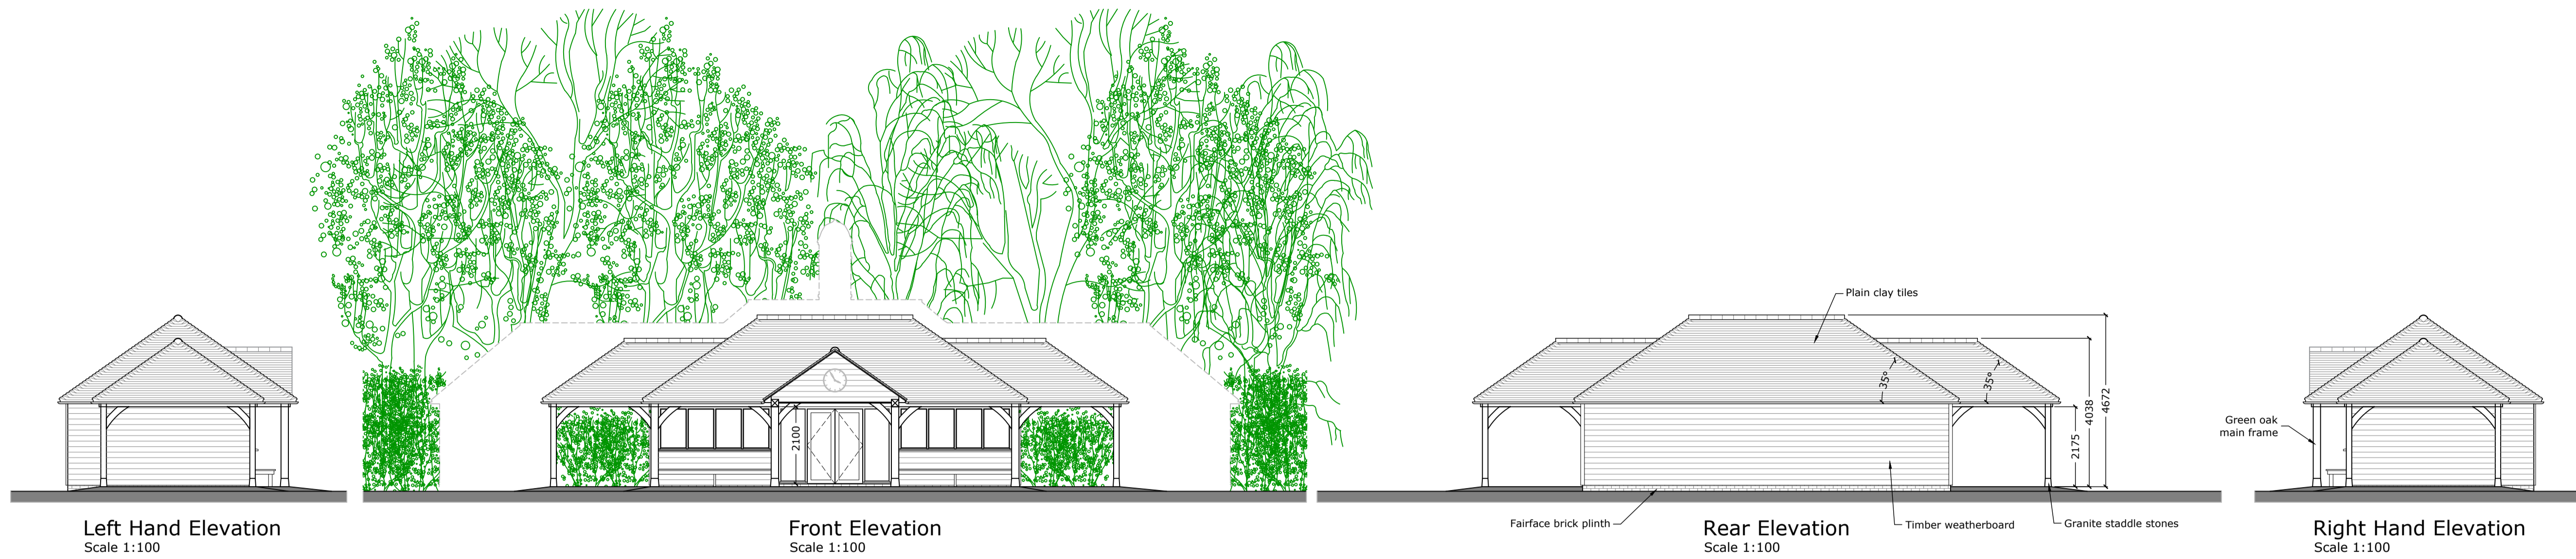 Left Hand Elevation
Scale 1:100
2100
Front Elevation
Scale 1:100
Plain clay tiles
35°
35°
2175
4038
4672
Fairface brick plinth
Timber weatherboard
Granite staddle stones
Rear Elevation
Scale 1:100
Green oak
main frame
Right Hand Elevation
Scale 1:100